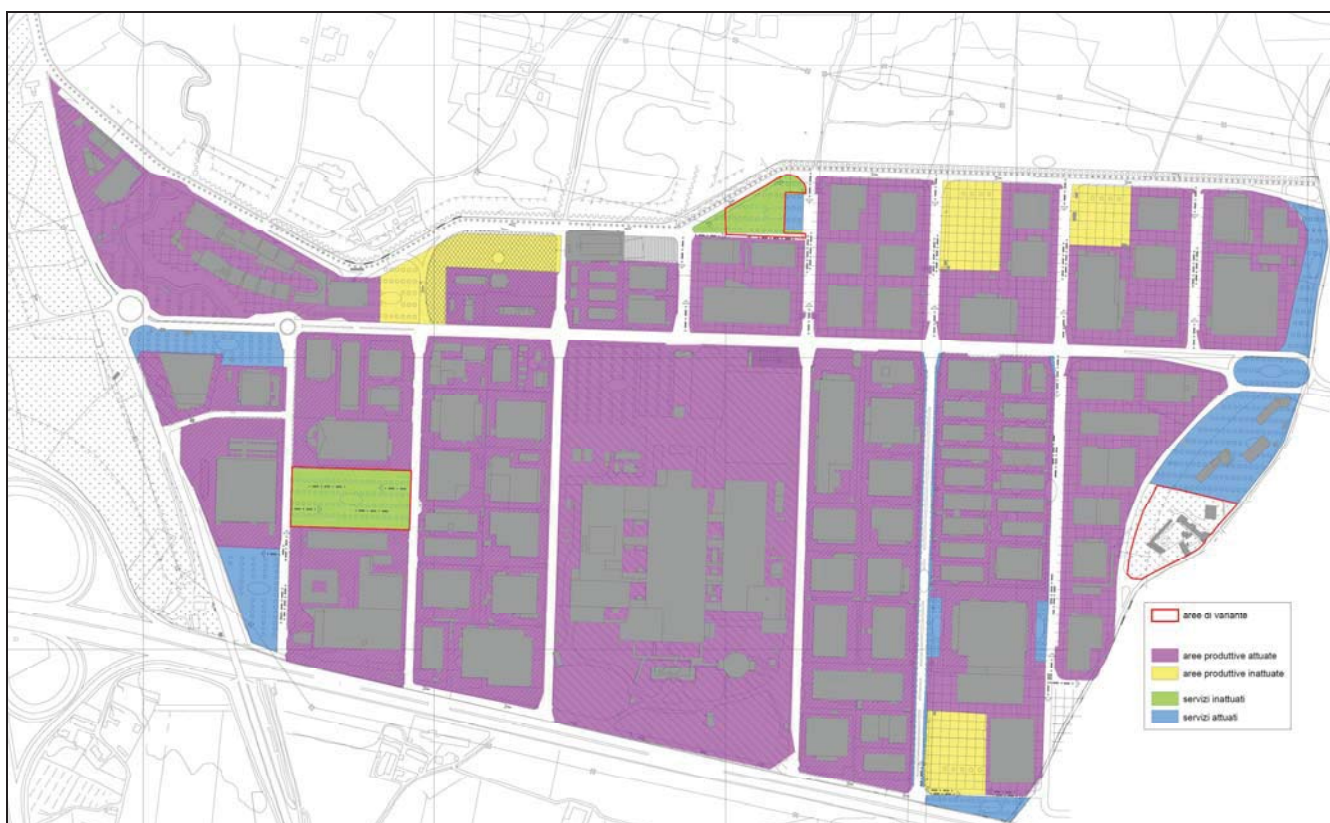 aree di variante
aree produttive attuate
aree produttive inattuate
servizi inattuati
servizi attuati